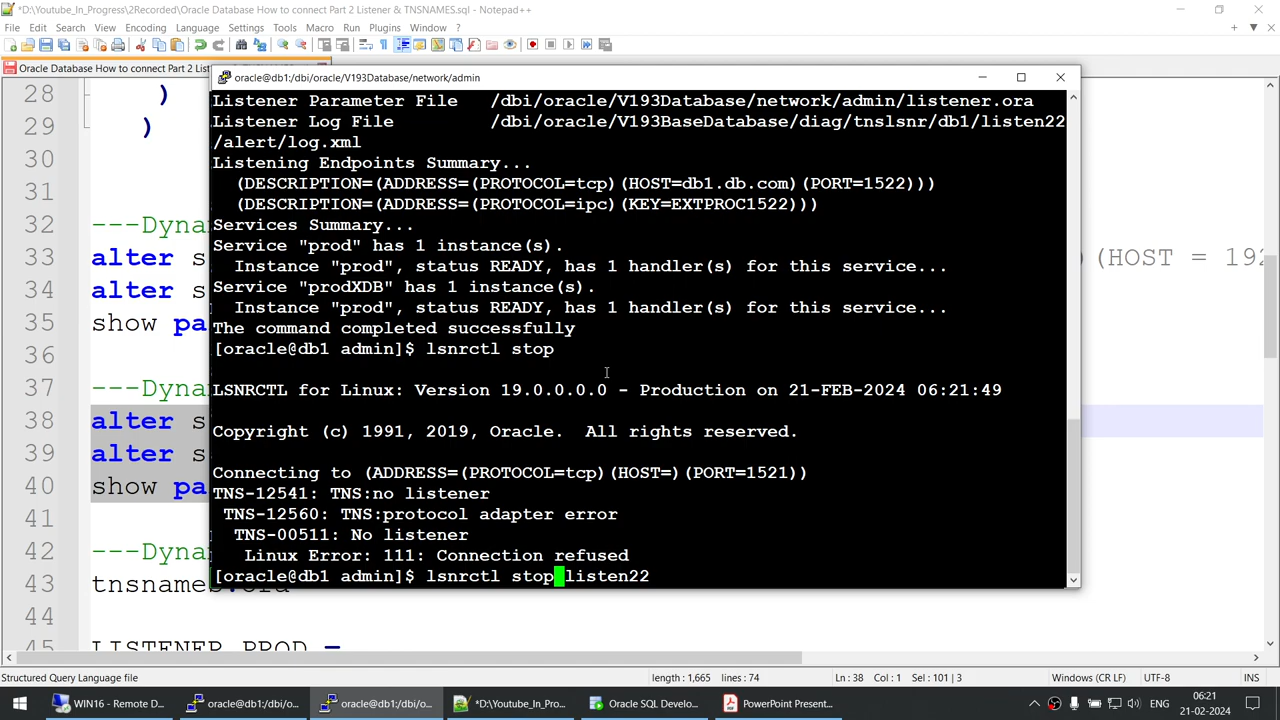 *D:\Youtube_In_Progress\2Recorded\Oracle Database How to connect Part 2 Listener & TNSNAMES.sql - Notepad++
File Edit Search View Encoding Language Settings Tools Macro Run Plugins Window ?
Oracle Database How to connect Part 2 List
oracle@db1:/dbi/oracle/V193Database/network/admin
28 )
29 )
30
31
32 ---Dynam
33 alter s (HOST = 192
34 alter s
35 show pa
36
37 ---Dynam
38 alter s
39 alter s
40 show pa
41
42 ---Dynam
43 tnsnames.ora
44
45 LISTENER_PROD =
Listener Parameter File /dbi/oracle/V193Database/network/admin/listener.ora
Listener Log File /dbi/oracle/V193BaseDatabase/diag/tnslsnr/db1/listen22
/alert/log.xml
Listening Endpoints Summary...
(DESCRIPTION=(ADDRESS=(PROTOCOL=tcp)(HOST=db1.db.com)(PORT=1522)))
(DESCRIPTION=(ADDRESS=(PROTOCOL=ipc)(KEY=EXTPROC1522)))
Services Summary...
Service "prod" has 1 instance(s).
Instance "prod", status READY, has 1 handler(s) for this service...
Service "prodXDB" has 1 instance(s).
Instance "prod", status READY, has 1 handler(s) for this service...
The command completed successfully
[oracle@db1 admin]$ lsnrctl stop
LSNRCTL for Linux: Version 19.0.0.0.0 - Production on 21-FEB-2024 06:21:49
Copyright (c) 1991, 2019, Oracle. All rights reserved.
Connecting to (ADDRESS=(PROTOCOL=tcp)(HOST=)(PORT=1521))
TNS-12541: TNS:no listener
TNS-12560: TNS:protocol adapter error
TNS-00511: No listener
Linux Error: 111: Connection refused
[oracle@db1 admin]$ lsnrctl stop listen22
Structured Query Language file length : 1,665 lines : 74 Ln : 38 Col : 1 Sel : 101 | 3 Windows (CR LF) UTF-8 INS
WIN16 - Remote D... oracle@db1:/dbi/o... oracle@db1:/dbi/o... *D:\Youtube_In_Pro... Oracle SQL Develo... PowerPoint Present... ENG 06:21
21-02-2024